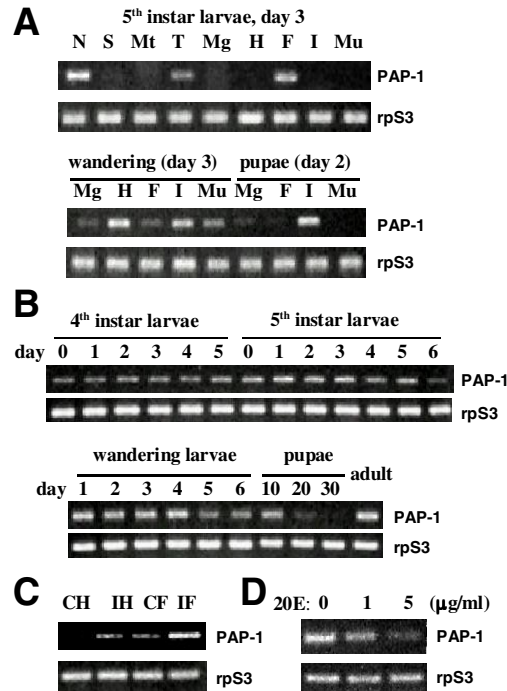 A
5th instar larvae, day 3
N S Mt T Mg H F I Mu
PAP-1
rpS3
wandering (day 3) pupae (day 2)
Mg H F I Mu Mg F I Mu
PAP-1
rpS3
B
4th instar larvae 5th instar larvae
day 0 1 2 3 4 5 0 1 2 3 4 5 6
PAP-1
rpS3
wandering larvae pupae adult
day 1 2 3 4 5 6 10 20 30
PAP-1
rpS3
C
CH IH CF IF
PAP-1
rpS3
D
20E: 0 1 5 (μg/ml)
PAP-1
rpS3